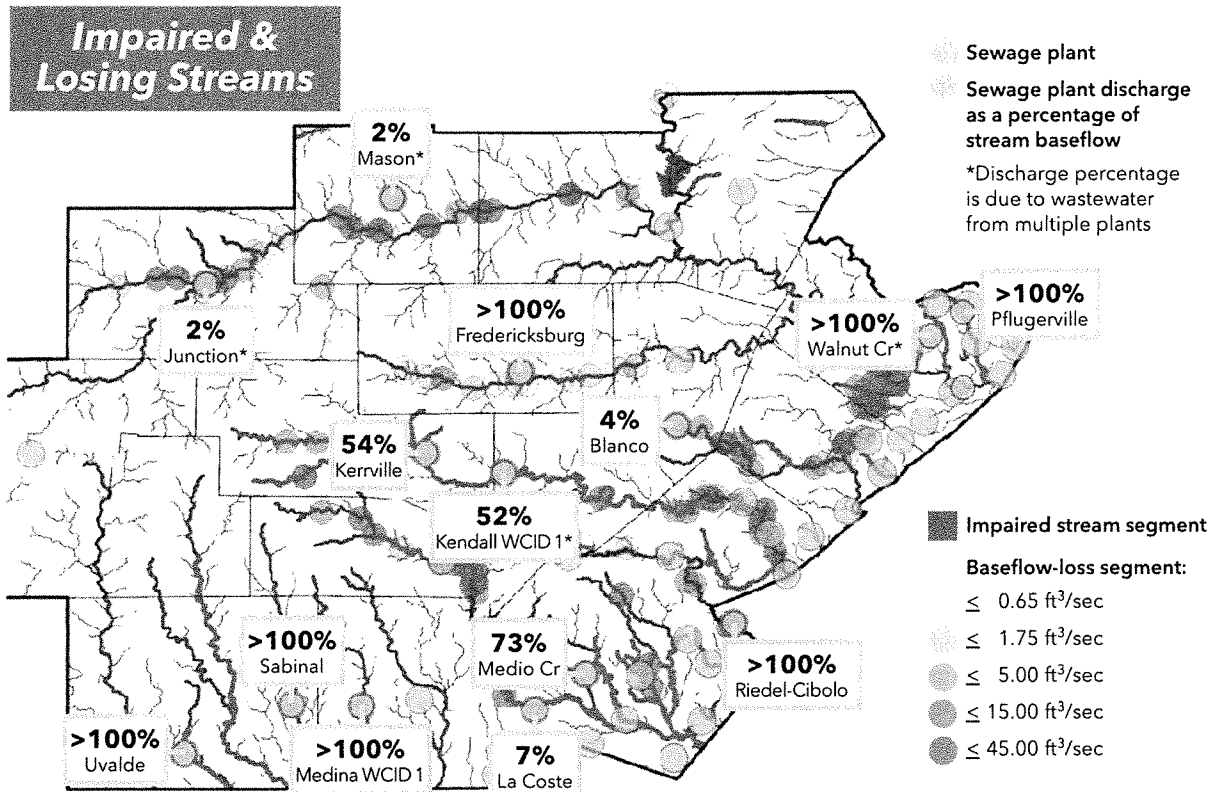 Impaired &
Losing Streams
Sewage plant
Sewage plant discharge
as a percentage of
stream baseflow
*Discharge percentage
is due to wastewater
from multiple plants
2%
Mason*
2%
Junction*
>100%
Fredericksburg
>100%
Walnut Cr*
>100%
Pflugerville
54%
Kerrville
4%
Blanco
52%
Kendall WCID 1*
>100%
Sabinal
73%
Medio Cr
>100%
Riedel-Cibolo
>100%
Uvalde
>100%
Medina WCID 1
7%
La Coste
Impaired stream segment
Baseflow-loss segment:
≤ 0.65 ft³/sec
≤ 1.75 ft³/sec
≤ 5.00 ft³/sec
≤ 15.00 ft³/sec
≤ 45.00 ft³/sec